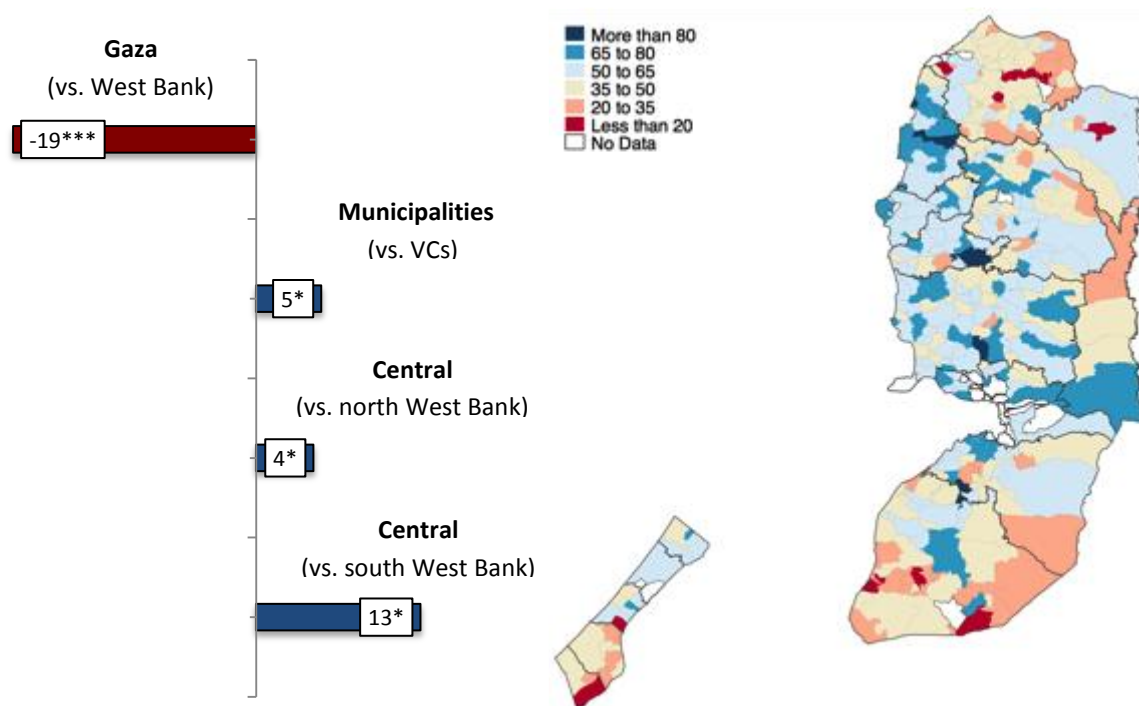 Gaza
(vs. West Bank)
-19***
Municipalities
(vs. VCs)
5*
Central
(vs. north West Bank)
4*
Central
(vs. south West Bank)
13*
More than 80
65 to 80
50 to 65
35 to 50
20 to 35
Less than 20
No Data